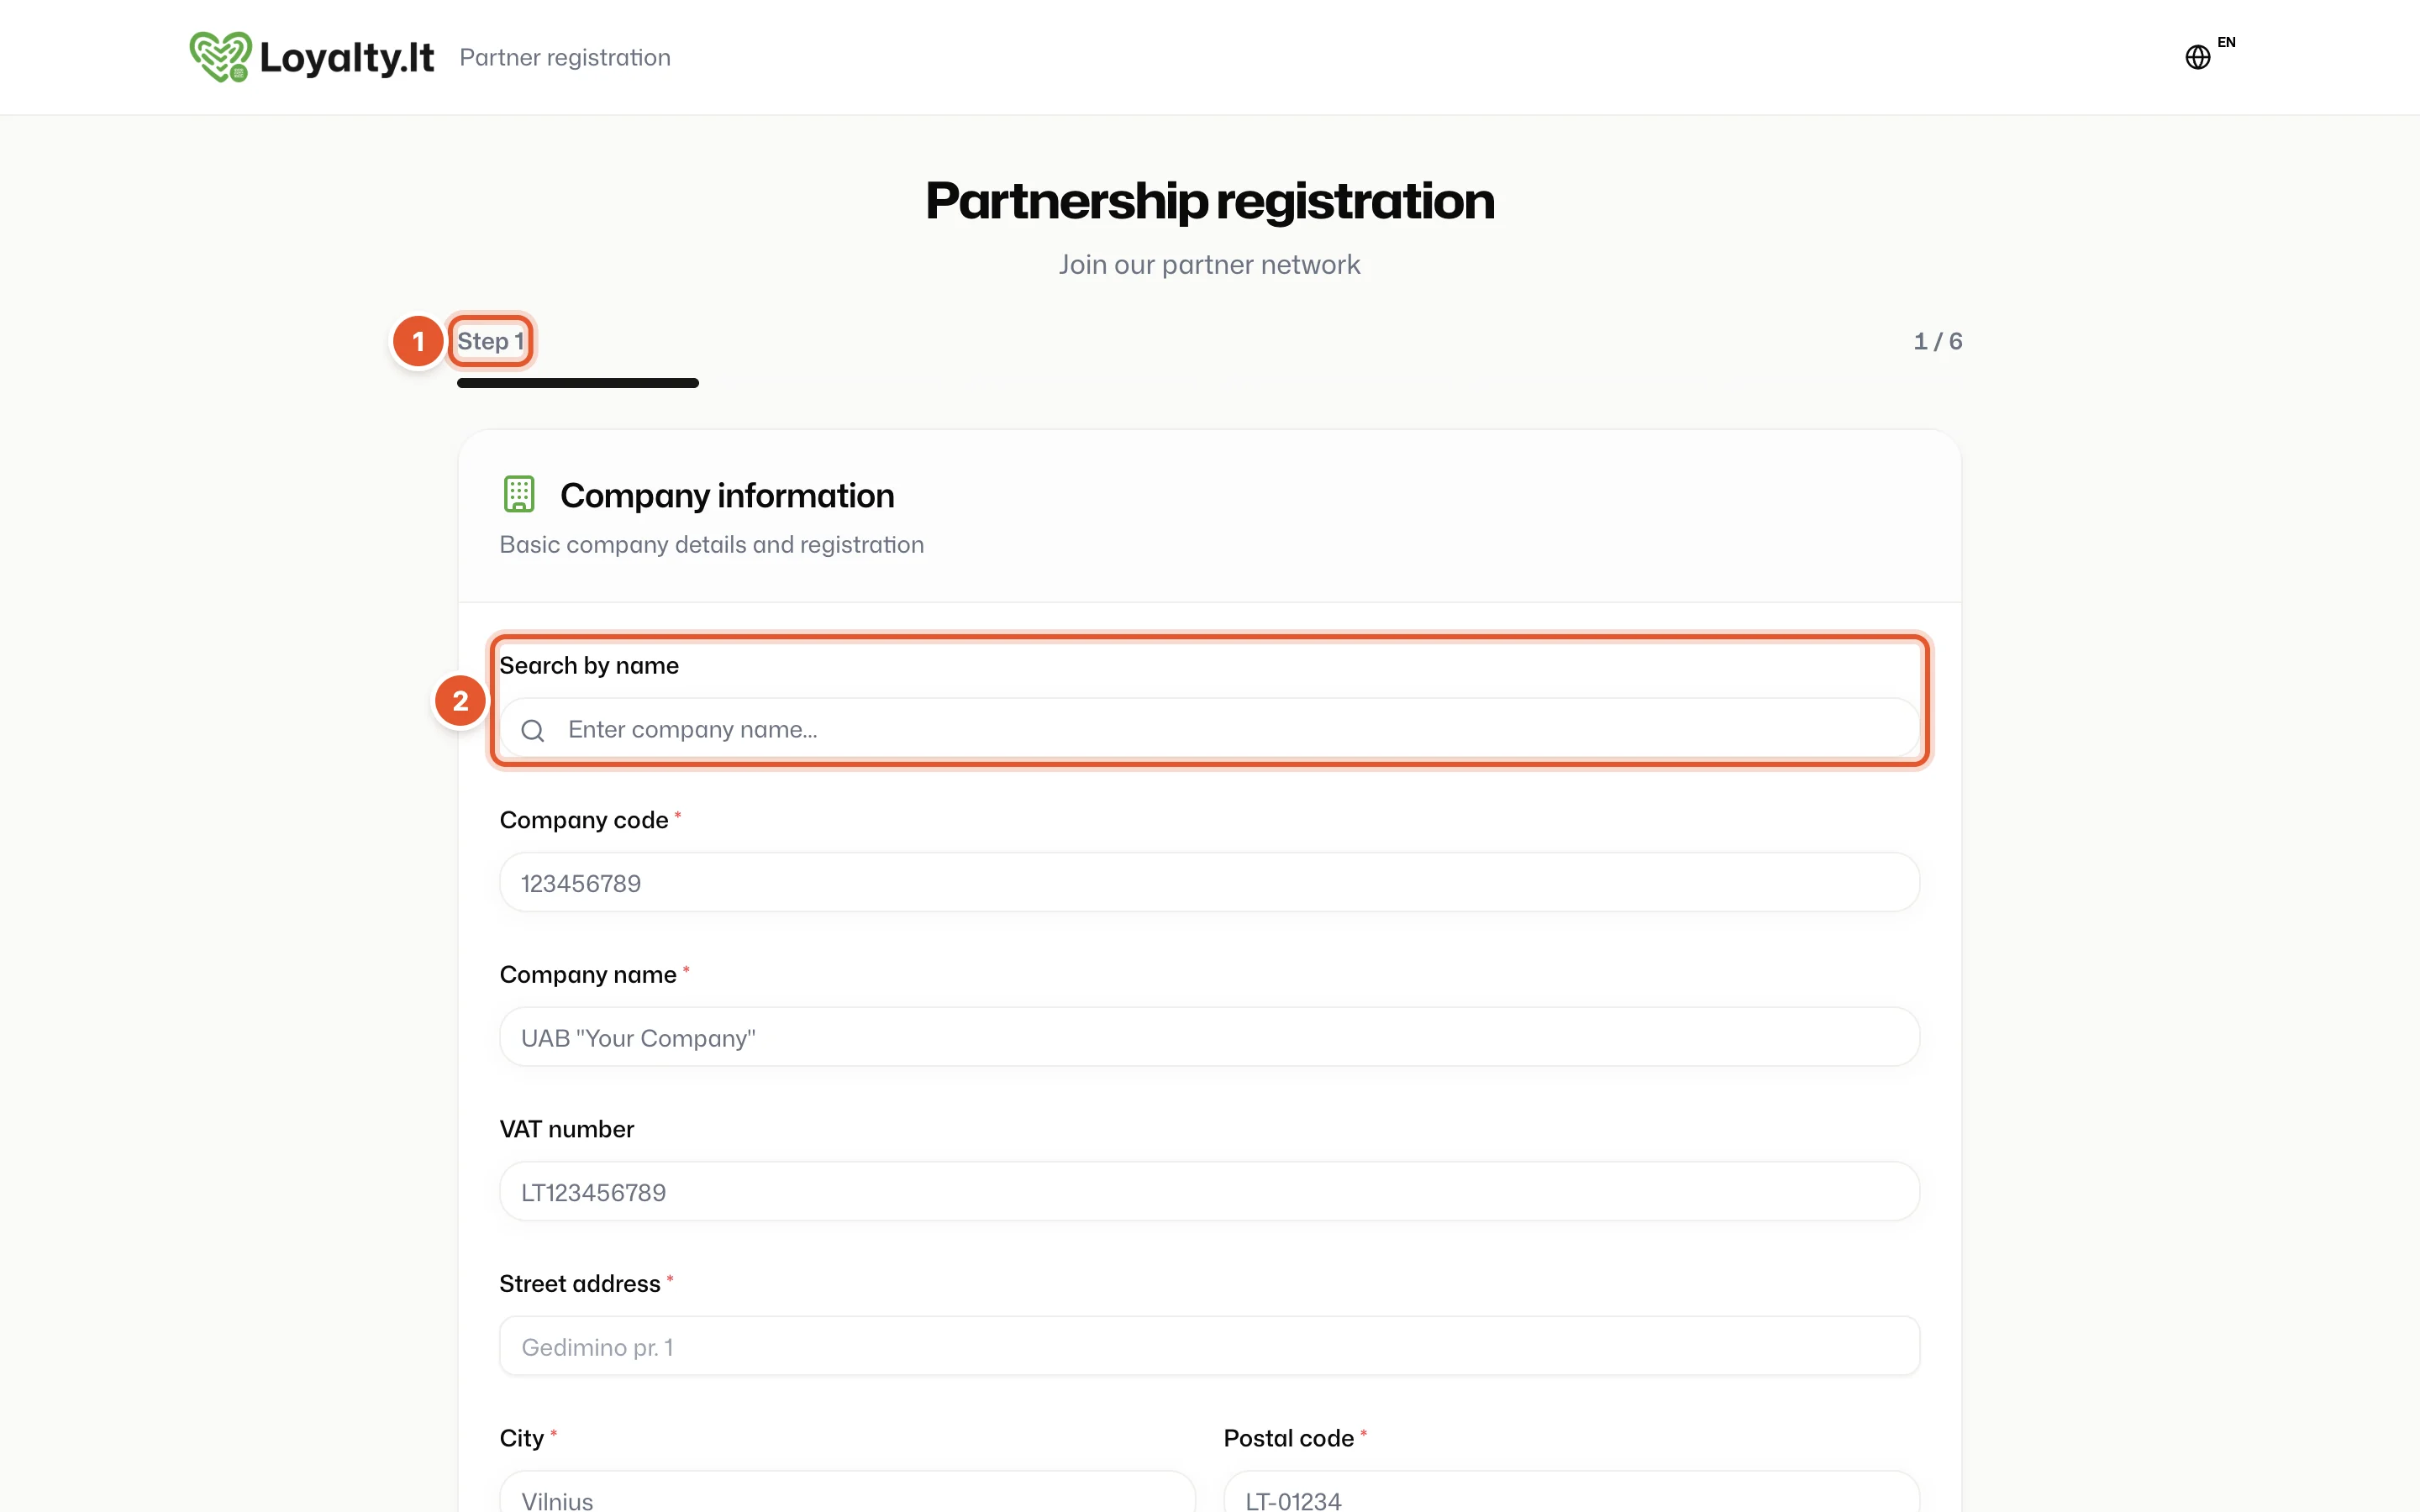 Loyalty.lt Partner registration EN
Partnership registration
Join our partner network
1 Step 1 1 / 6
Company information
Basic company details and registration
2
Search by name
Enter company name...
Company code *
123456789
Company name *
UAB "Your Company"
VAT number
LT123456789
Street address *
Gedimino pr. 1
City * Postal code *
Vilnius LT-01234